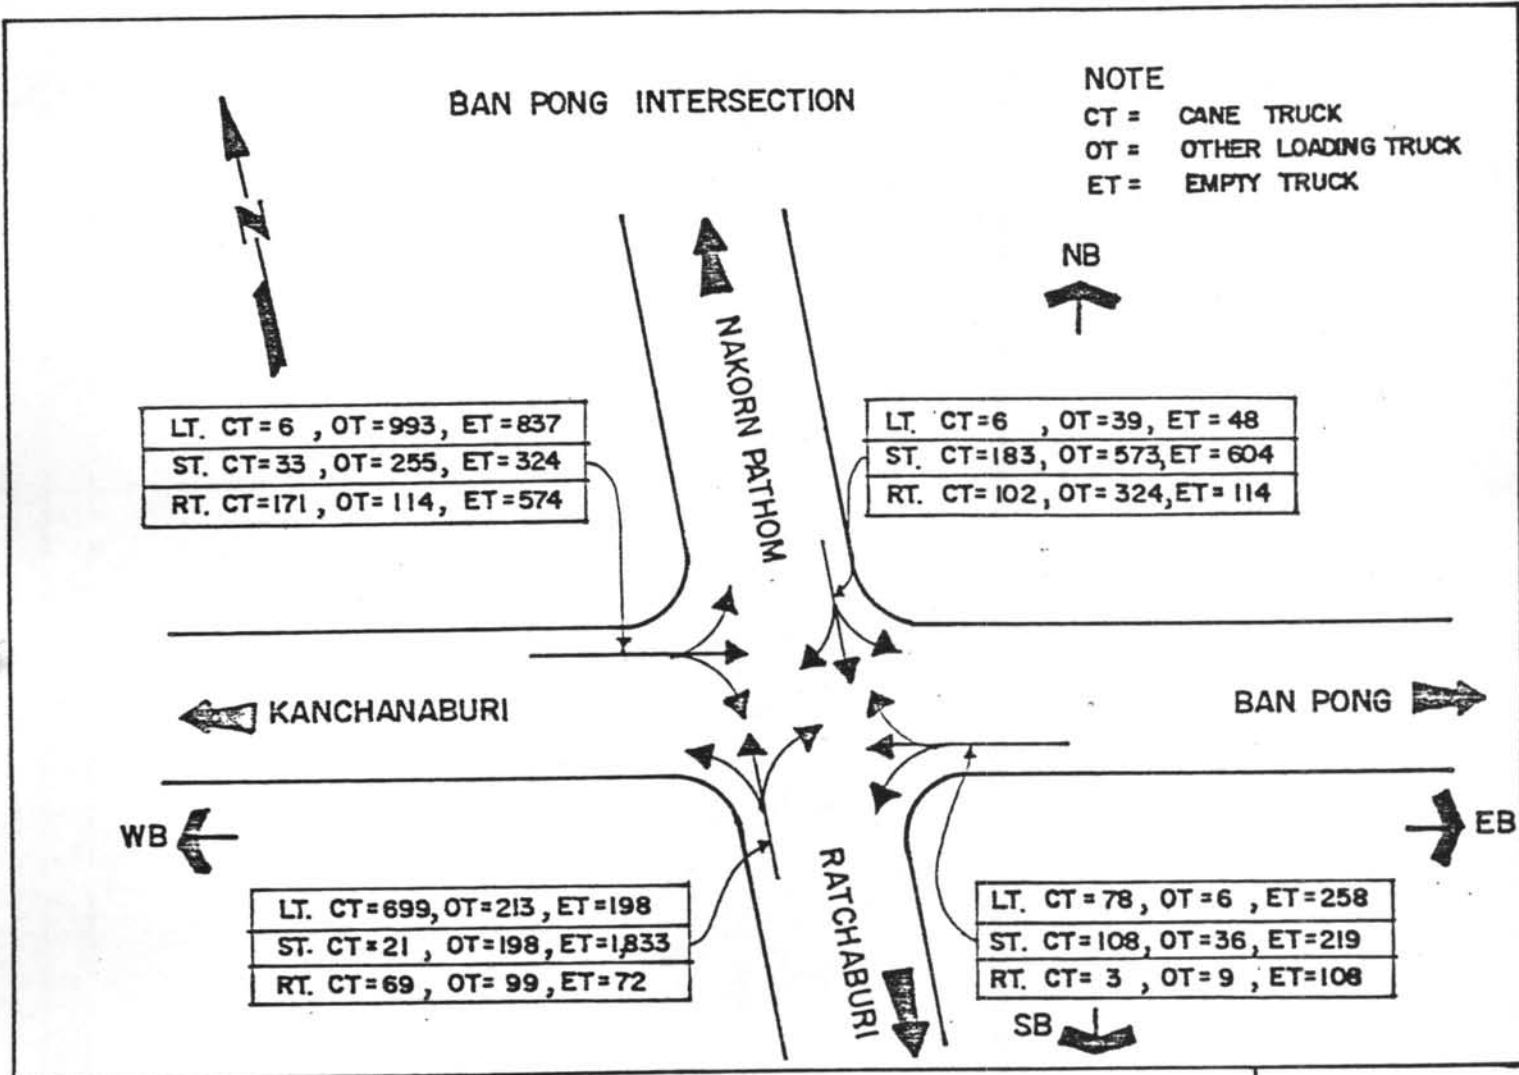 BAN PONG INTERSECTION
NOTE
CT = CANE TRUCK
OT = OTHER LOADING TRUCK
ET = EMPTY TRUCK
N
NB
NAKORN PATHOM
LT. CT=6 , OT=993, ET=837
ST. CT=33 , OT=255, ET=324
RT. CT=171 , OT=114, ET=574
LT. CT=6 , OT=39, ET=48
ST. CT=183, OT=573, ET=604
RT. CT=102, OT=324, ET=114
KANCHANABURI
BAN PONG
WB
EB
RATCHABURI
LT. CT=699, OT=213, ET=198
ST. CT=21 , OT=198, ET=1,833
RT. CT=69 , OT=99, ET=72
LT. CT=78, OT=6 , ET=258
ST. CT=108, OT=36, ET=219
RT. CT=3 , OT=9 , ET=108
SB